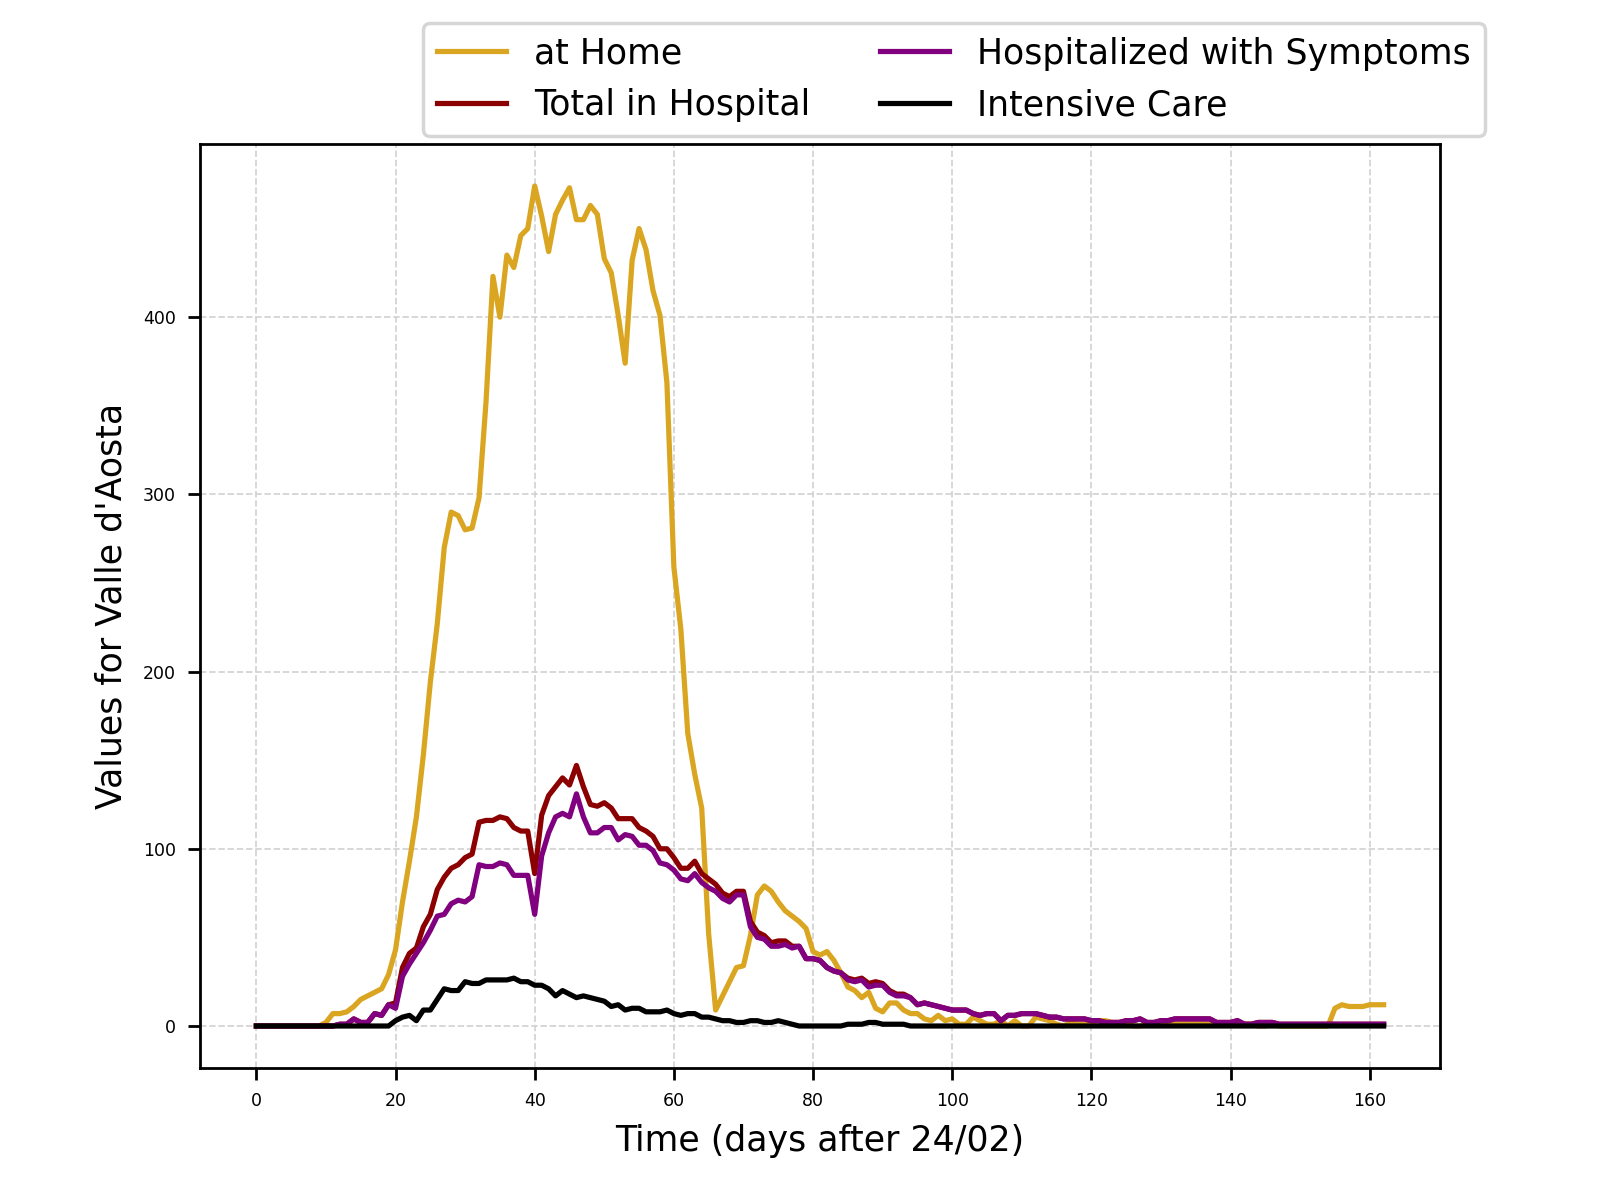 at Home
Total in Hospital
Hospitalized with Symptoms
Intensive Care
Values for Valle d'Aosta
400
300
200
100
0
0 20 40 60 80 100 120 140 160
Time (days after 24/02)